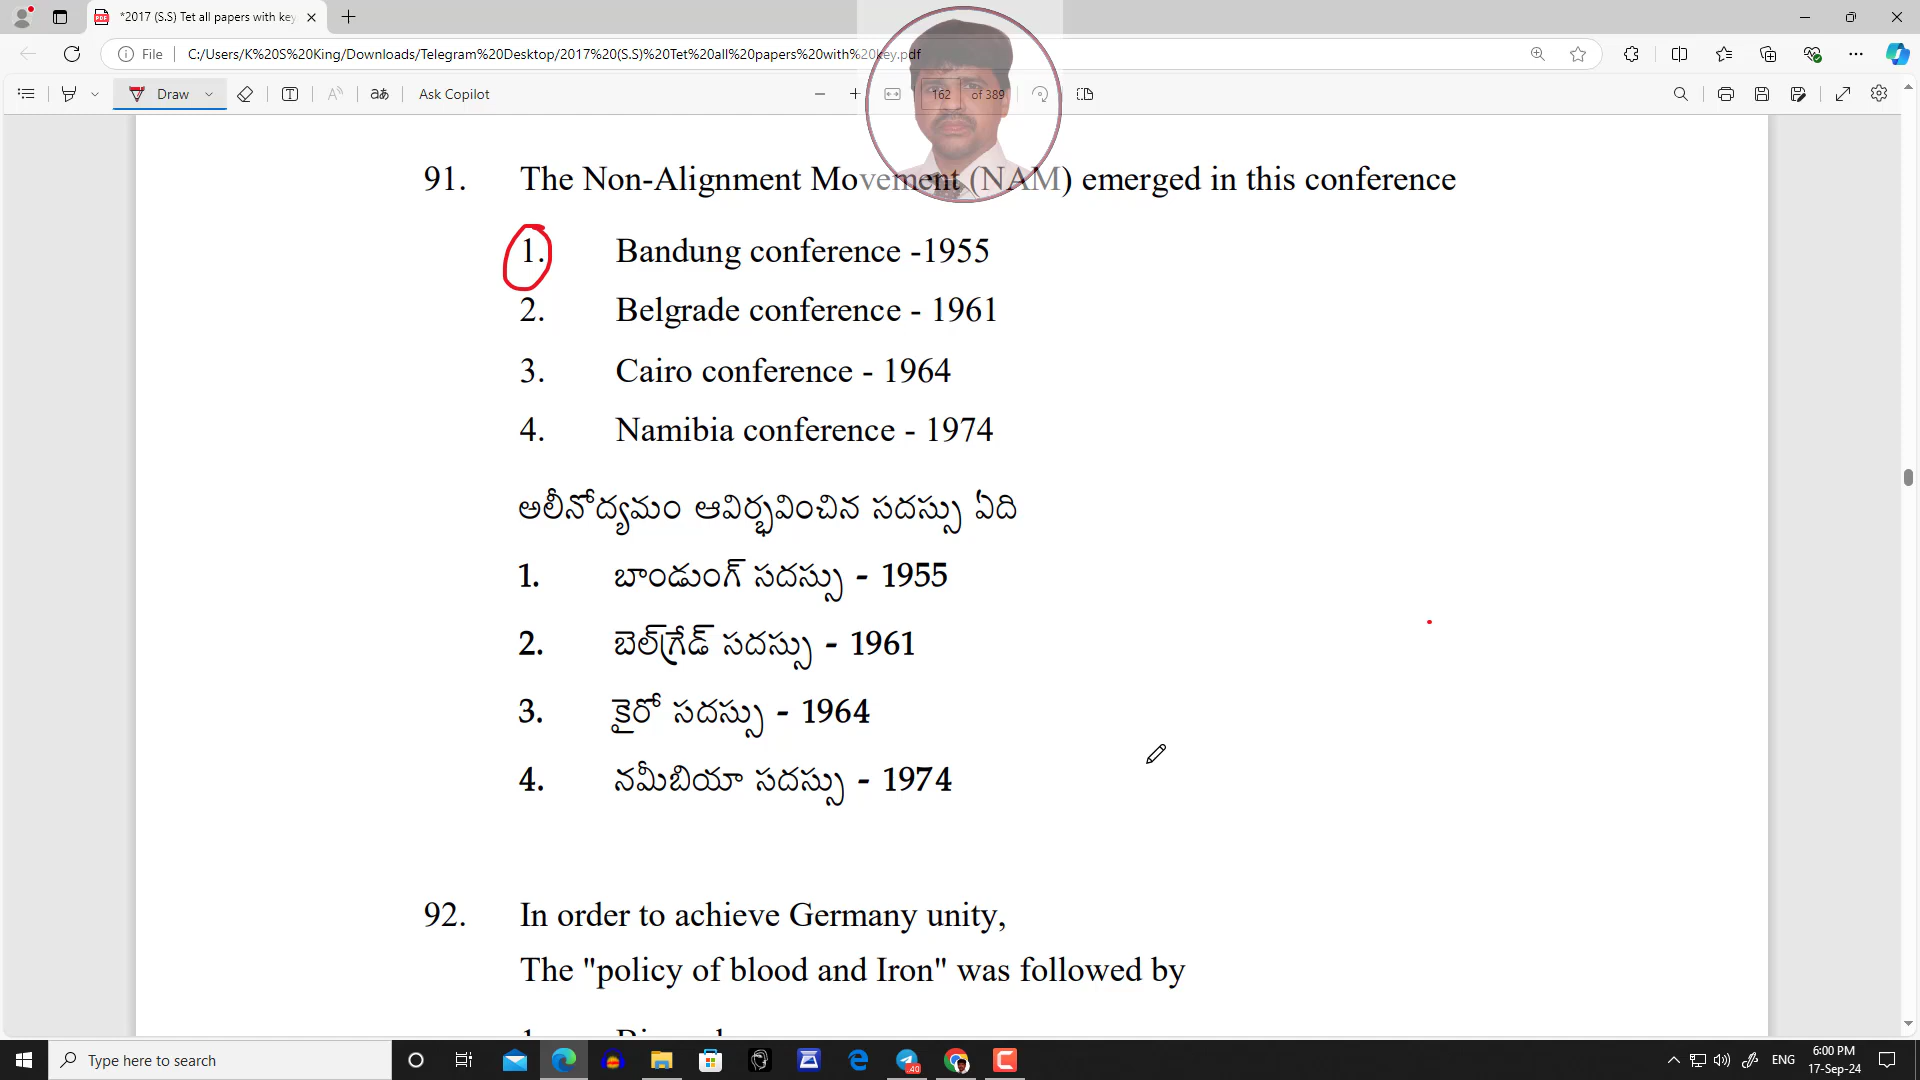 *2017 (S.S) Tet all papers with key
File
C:/Users/K%20S%20King/Downloads/Telegram%20Desktop/2017%20(S.S)%20Tet%20all%20papers%20with%20key.pdf
Draw
aあ
Ask Copilot
162 of 389
91. The Non-Alignment Movement (NAM) emerged in this conference
1. Bandung conference -1955
2. Belgrade conference - 1961
3. Cairo conference - 1964
4. Namibia conference - 1974
అలీనోద్యమం ఆవిర్భవించిన సదస్సు ఏది
1. బాండుంగ్ సదస్సు - 1955
2. బెల్‌గ్రేడ్ సదస్సు - 1961
3. కైరో సదస్సు - 1964
4. నమీబియా సదస్సు - 1974
92. In order to achieve Germany unity,
The "policy of blood and Iron" was followed by
Type here to search
ENG
6:00 PM
17-Sep-24